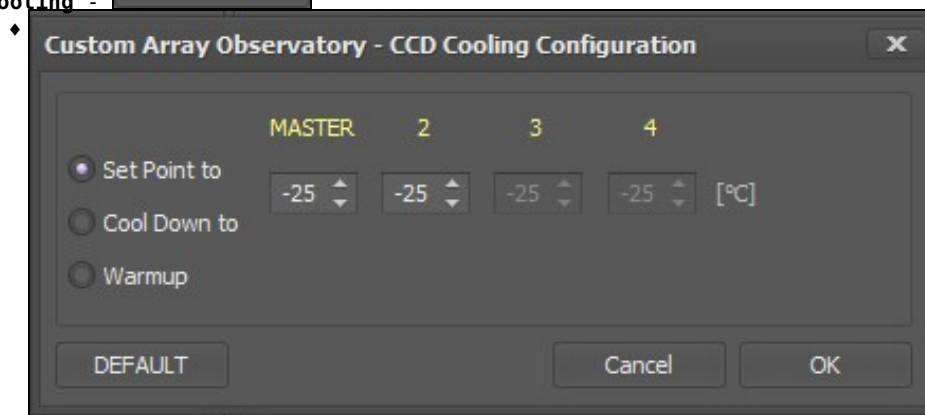 Custom Array Observatory - CCD Cooling Configuration
MASTER 2 3 4
Set Point to
-25 -25 -25 -25 [ºC]
Cool Down to
Warmup
DEFAULT Cancel OK